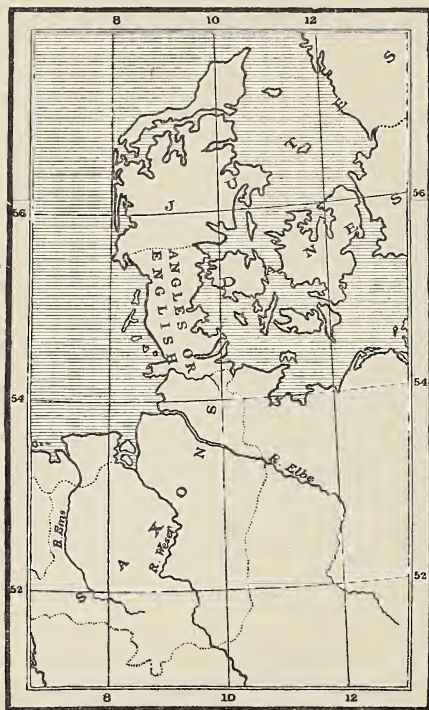 8 10 12
56 56
J U T E S
ANGLES OR
ENGLISH
54 54
S A X O N S
R. Elbe
R. Ems
R. Weser
52 52
8 10 12